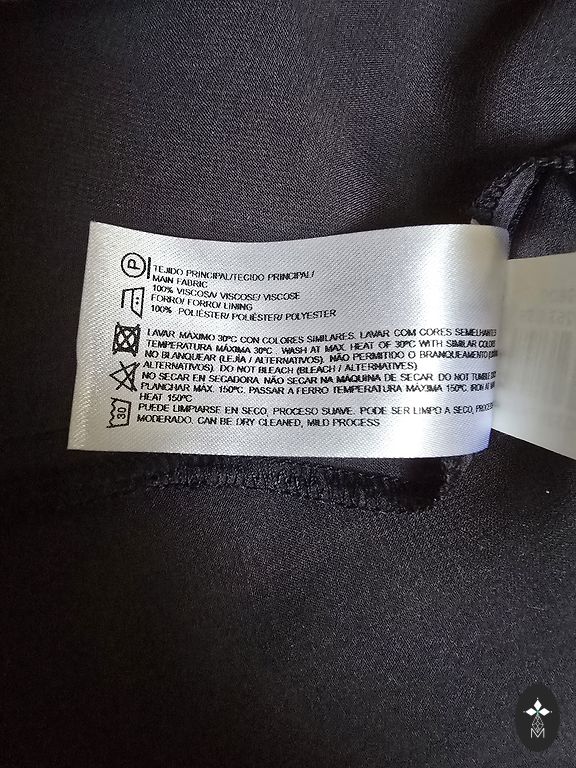 P
TEJIDO PRINCIPAL/TECIDO PRINCIPAL/
MAIN FABRIC
100% VISCOSA/ VISCOSE/ VISCOSE
FORRO/ FORRO/ LINING
100% POLIÉSTER/ POLIÉSTER/ POLYESTER
LAVAR MÁXIMO 30ºC CON COLORES SIMILARES. LAVAR COM CORES SEMELHANTES
TEMPERATURA MÁXIMA 30ºC WASH AT MAX. HEAT OF 30ºC WITH SIMILAR COLORS
NO BLANQUEAR (LEJÍA / ALTERNATIVOS). NÃO PERMITIDO O BRANQUEAMENTO
ALTERNATIVOS). DO NOT BLEACH (BLEACH / ALTERNATIVES)
NO SECAR EN SECADORA NÃO SECAR NA MÁQUINA DE SECAR DO NOT TUMBLE
PLANCHAR MÁX. 150ºC. PASSAR A FERRO TEMPERATURA MÁXIMA 150ºC. IRON AT
HEAT 150ºC
PUEDE LIMPIARSE EN SECO, PROCESO SUAVE. PODE SER LIMPO A SECO,
MODERADO. CAN BE DRY CLEANED, MILD PROCESS
30
M